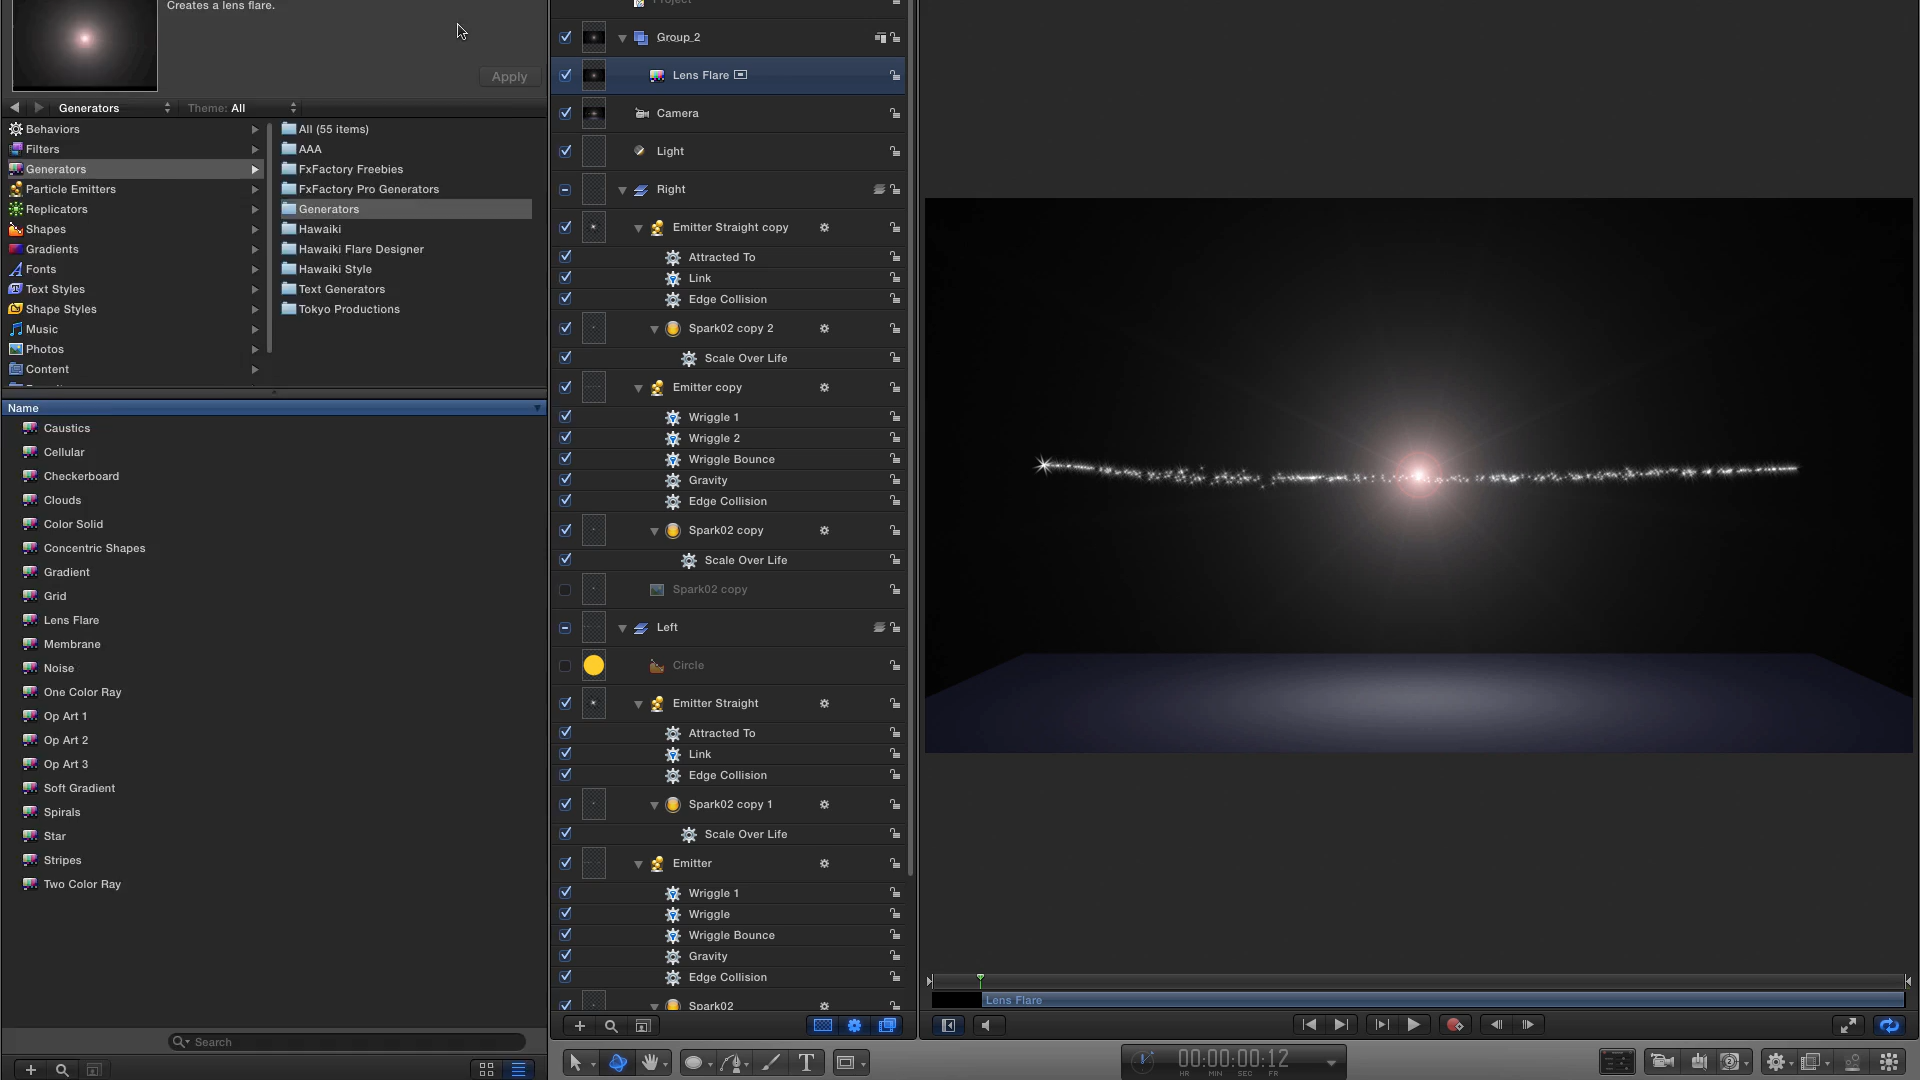 Creates a lens flare.
Apply
Generators
Theme: All
Behaviors
Filters
Generators
Particle Emitters
Replicators
Shapes
Gradients
Fonts
Text Styles
Shape Styles
Music
Photos
Content
All (55 items)
AAA
FxFactory Freebies
FxFactory Pro Generators
Generators
Hawaiki
Hawaiki Flare Designer
Hawaiki Style
Text Generators
Tokyo Productions
Name
Caustics
Cellular
Checkerboard
Clouds
Color Solid
Concentric Shapes
Gradient
Grid
Lens Flare
Membrane
Noise
One Color Ray
Op Art 1
Op Art 2
Op Art 3
Soft Gradient
Spirals
Star
Stripes
Two Color Ray
Search
Project
Group_2
Lens Flare
Camera
Light
Right
Emitter Straight copy
Attracted To
Link
Edge Collision
Spark02 copy 2
Scale Over Life
Emitter copy
Wriggle 1
Wriggle 2
Wriggle Bounce
Gravity
Edge Collision
Spark02 copy
Scale Over Life
Spark02 copy
Left
Circle
Emitter Straight
Attracted To
Link
Edge Collision
Spark02 copy 1
Scale Over Life
Emitter
Wriggle 1
Wriggle
Wriggle Bounce
Gravity
Edge Collision
Spark02
Lens Flare
T
00:00:00:12
HR MIN SEC FR